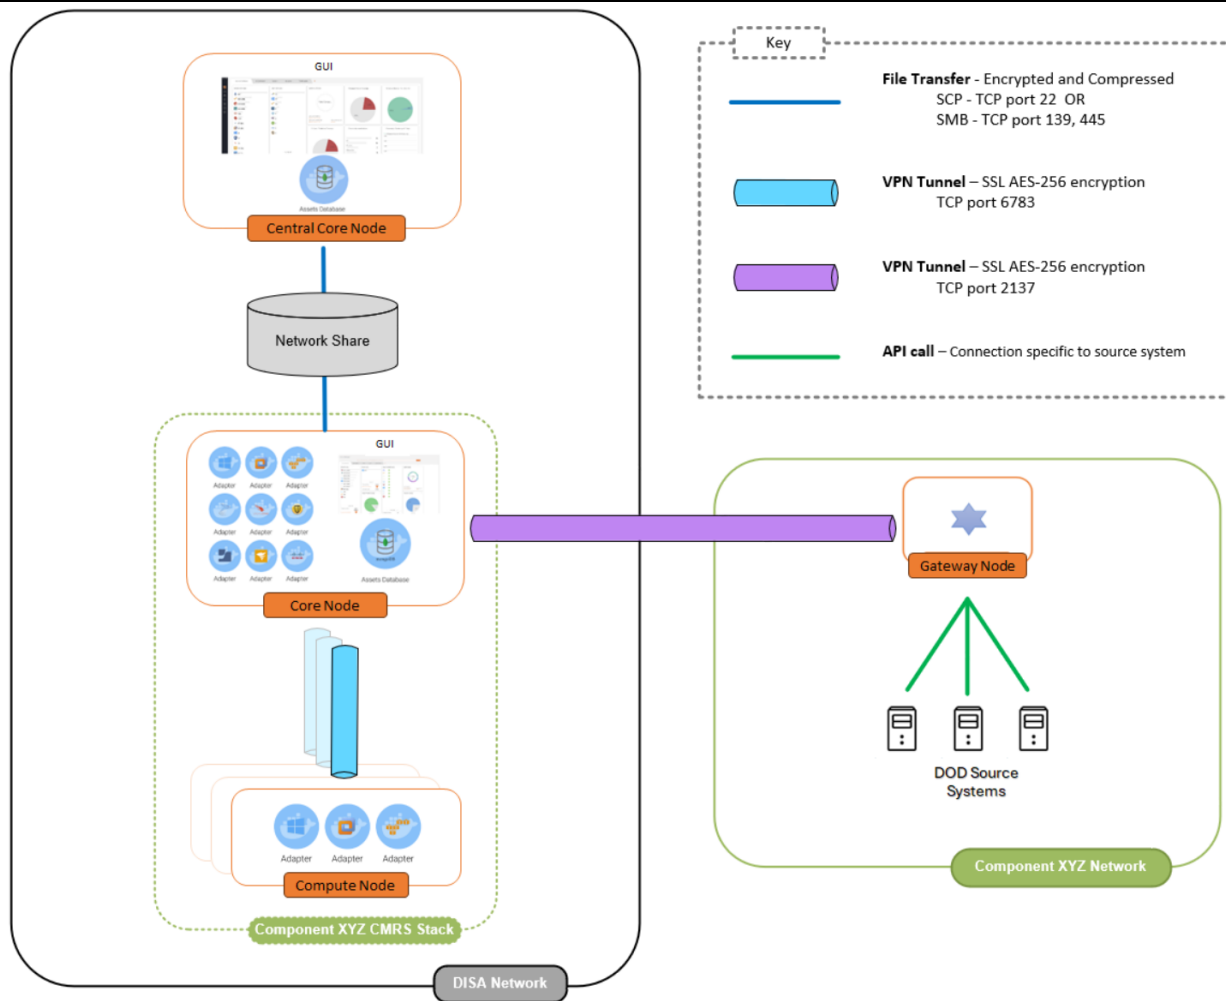 GUI
Assets Database
Central Core Node
Network Share
GUI
Adapter
Adapter
Adapter
Adapter
Adapter
Adapter
Adapter
Adapter
Adapter
Assets Database
Core Node
Adapter
Adapter
Adapter
Compute Node
Component XYZ CMRS Stack
DISA Network
Key
File Transfer - Encrypted and Compressed
SCP - TCP port 22 OR
SMB - TCP port 139, 445
VPN Tunnel – SSL AES-256 encryption
TCP port 6783
VPN Tunnel – SSL AES-256 encryption
TCP port 2137
API call – Connection specific to source system
Gateway Node
DOD Source
Systems
Component XYZ Network